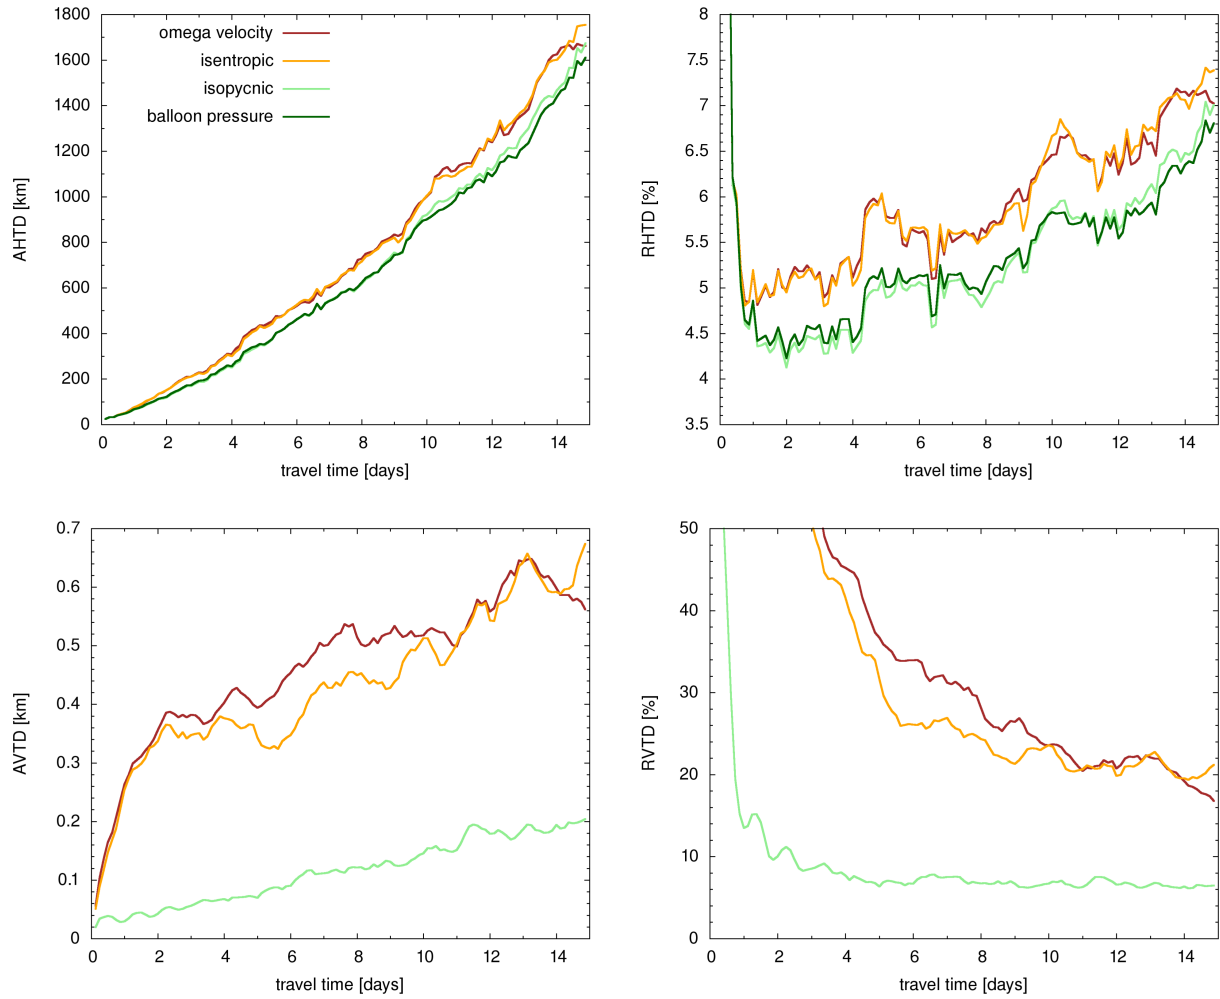 AHTD [km]
1800
1600
1400
1200
1000
800
600
400
200
0
omega velocity
isentropic
isopycnic
balloon pressure
0 2 4 6 8 10 12 14
travel time [days]
RHTD [%]
8
7.5
7
6.5
6
5.5
5
4.5
4
3.5
0 2 4 6 8 10 12 14
travel time [days]
AVTD [km]
0.7
0.6
0.5
0.4
0.3
0.2
0.1
0
0 2 4 6 8 10 12 14
travel time [days]
RVTD [%]
50
40
30
20
10
0
0 2 4 6 8 10 12 14
travel time [days]